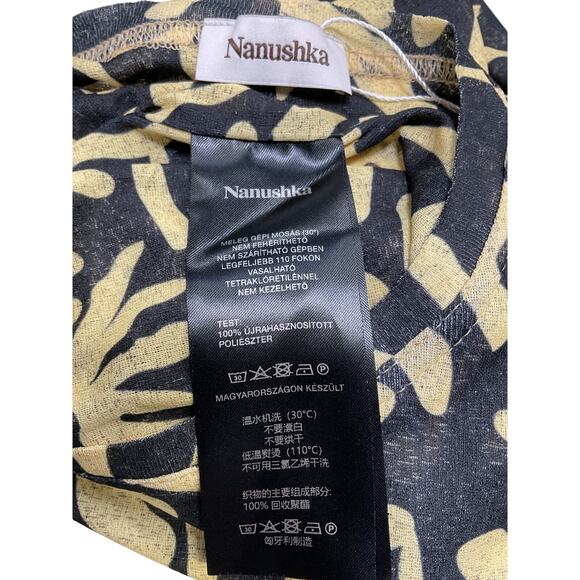 Nanushka
Nanushka
MELEG GÉPI MOSÁS (30°)
NEM FEHÉRÍTHETŐ
NEM SZÁRÍTHATÓ GÉPBEN
LEGFELJEBB 110 FOKON
VASALHATÓ
TETRAKLÓRETILÉNNEL
NEM KEZELHETŐ
TEST:
100% ÚJRAHASZNOSÍTOTT
POLIÉSZTER
30 P
MAGYARORSZÁGON KÉSZÜLT
温水机洗 (30°C)
不要漂白
不要烘干
低温熨烫 (110°C)
不可用三氯乙烯干洗
织物的主要组成部分:
100% 回收聚酯
30 P
匈牙利制造